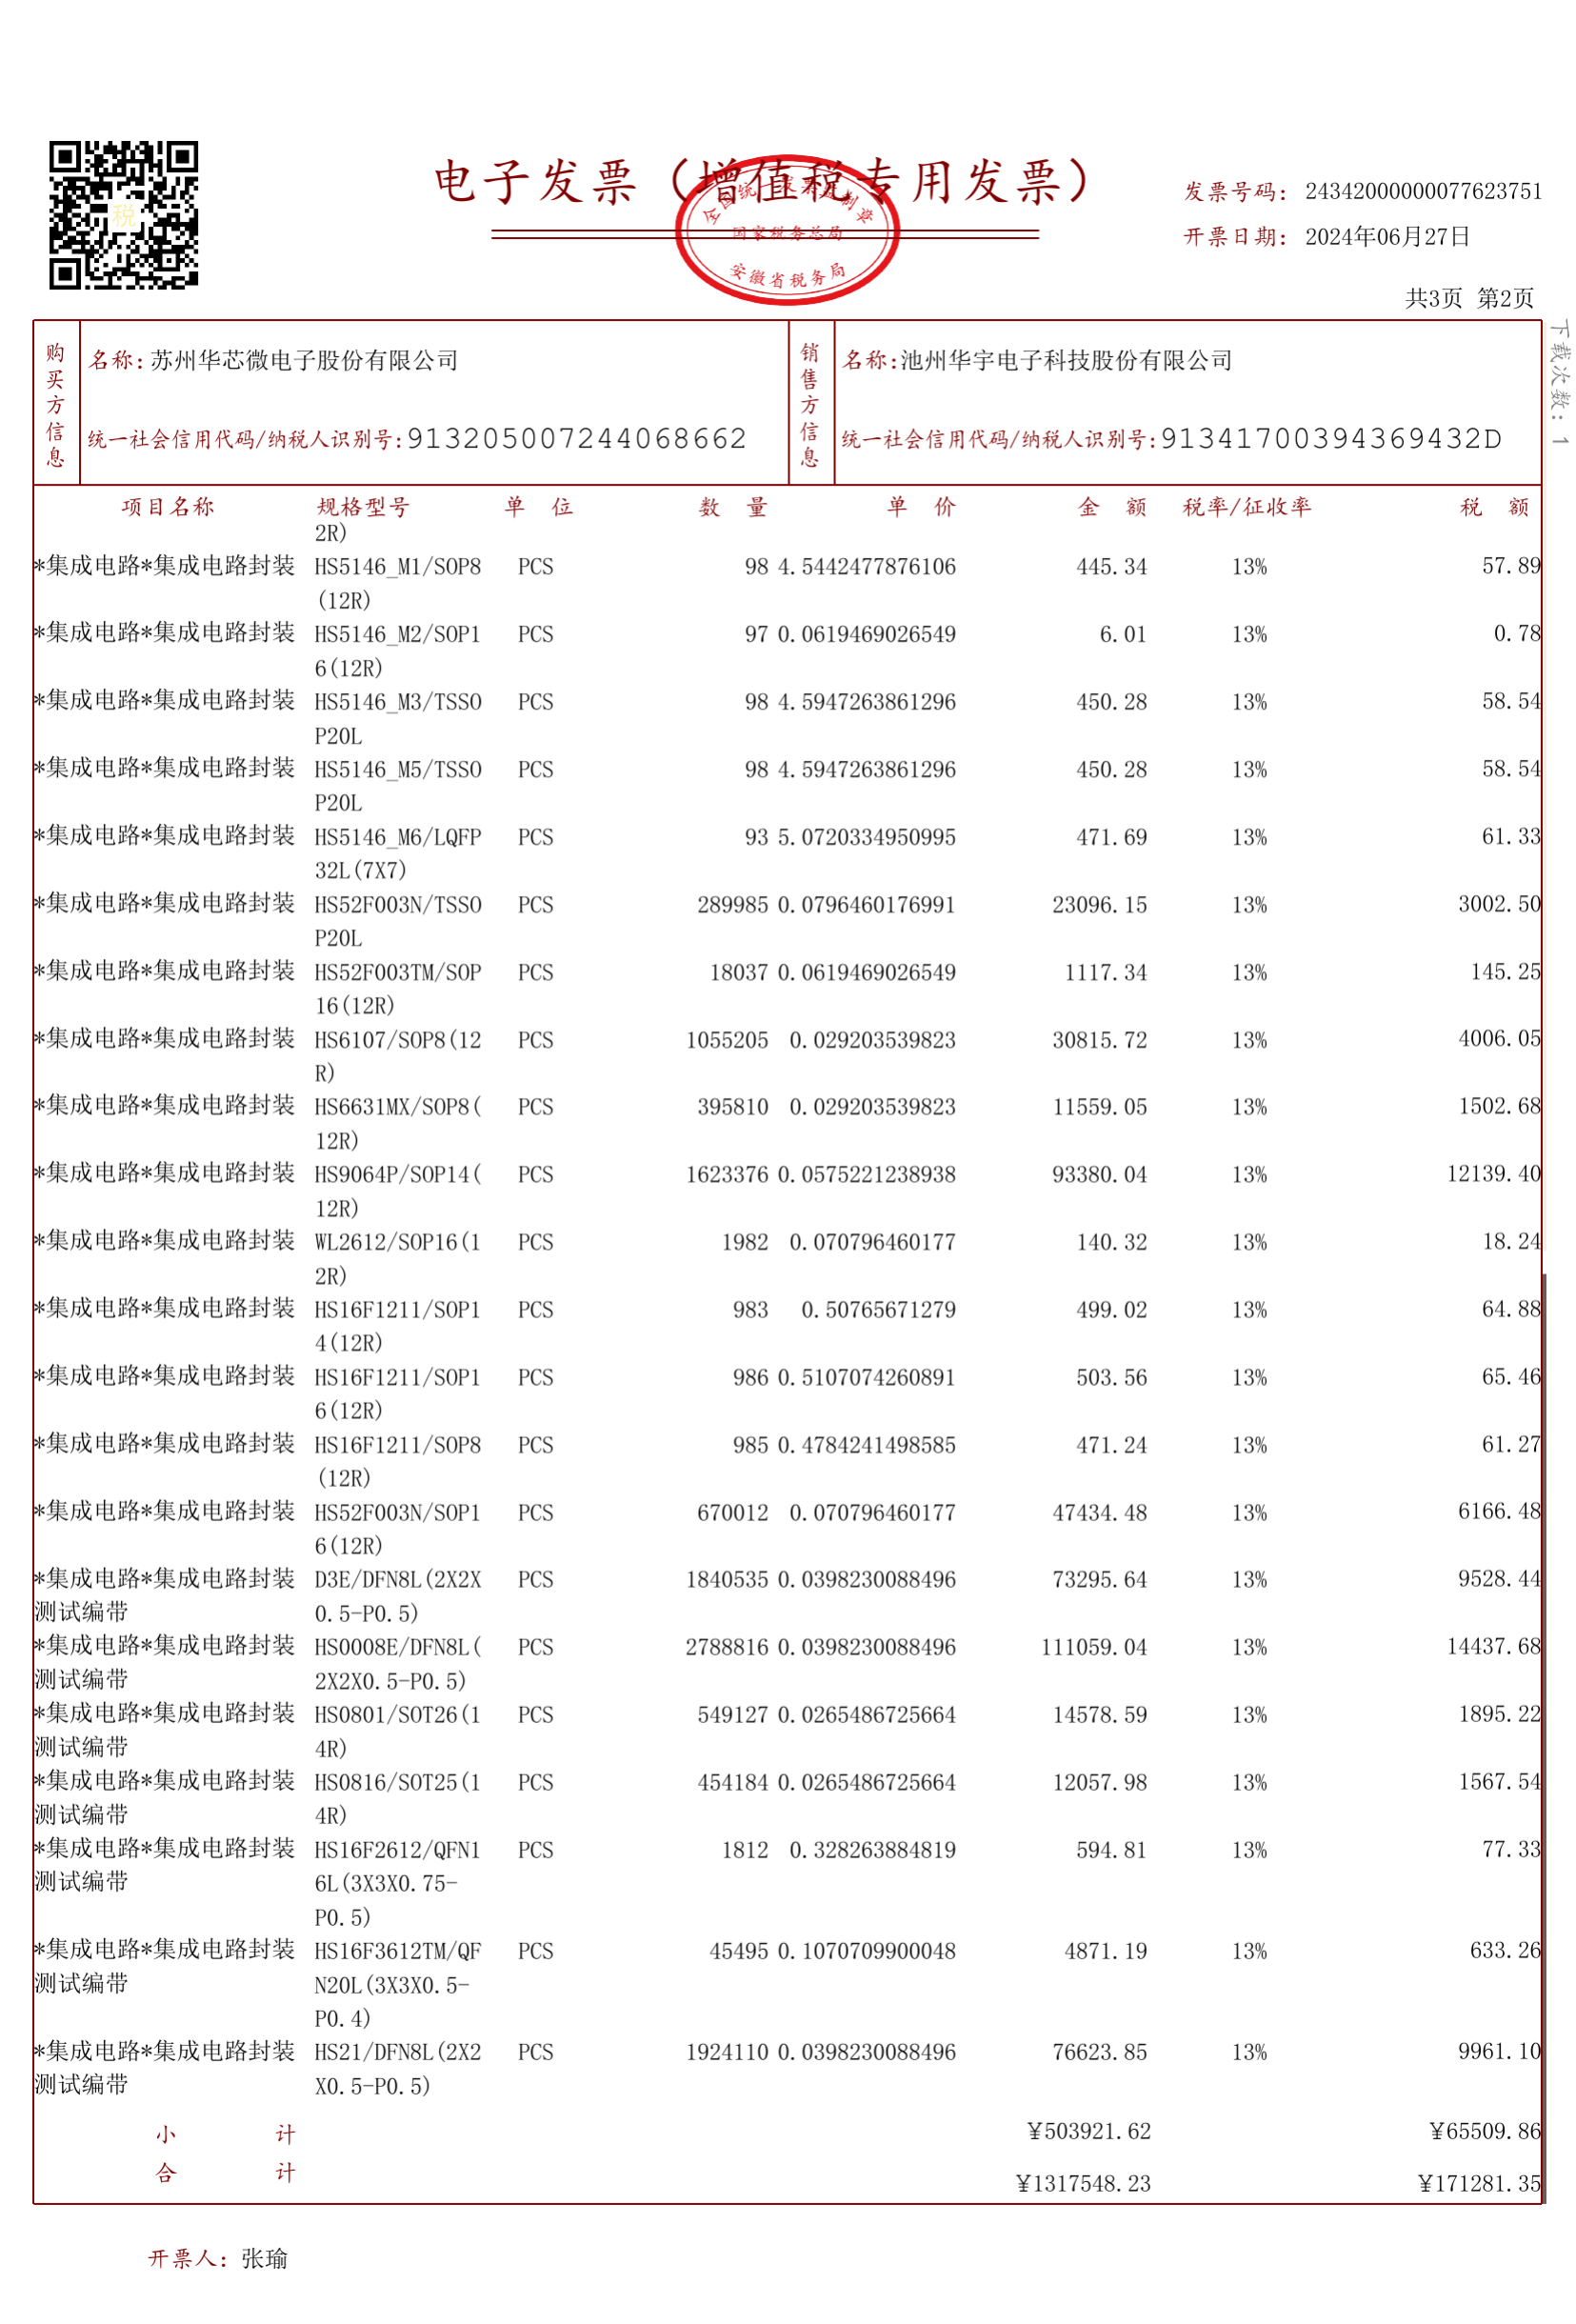 电子发票（增值税专用发票）
全国统一发票监制章
国家税务总局
安徽省税务局
税
发票号码：24342000000077623751
开票日期：2024年06月27日
共3页 第2页
下载次数：1
购买方信息
名称：苏州华芯微电子股份有限公司
统一社会信用代码/纳税人识别号：913205007244068662
销售方信息
名称：池州华宇电子科技股份有限公司
统一社会信用代码/纳税人识别号：91341700394369432D
项目名称 规格型号 单 位 数 量 单 价 金 额 税率/征收率 税 额
2R)
*集成电路*集成电路封装 HS5146_M1/SOP8 PCS 98 4.5442477876106 445.34 13% 57.89
(12R)
*集成电路*集成电路封装 HS5146_M2/SOP1 PCS 97 0.0619469026549 6.01 13% 0.78
6(12R)
*集成电路*集成电路封装 HS5146_M3/TSSO PCS 98 4.5947263861296 450.28 13% 58.54
P20L
*集成电路*集成电路封装 HS5146_M5/TSSO PCS 98 4.5947263861296 450.28 13% 58.54
P20L
*集成电路*集成电路封装 HS5146_M6/LQFP PCS 93 5.0720334950995 471.69 13% 61.33
32L(7X7)
*集成电路*集成电路封装 HS52F003N/TSSO PCS 289985 0.0796460176991 23096.15 13% 3002.50
P20L
*集成电路*集成电路封装 HS52F003TM/SOP PCS 18037 0.0619469026549 1117.34 13% 145.25
16(12R)
*集成电路*集成电路封装 HS6107/SOP8(12 PCS 1055205 0.029203539823 30815.72 13% 4006.05
R)
*集成电路*集成电路封装 HS6631MX/SOP8( PCS 395810 0.029203539823 11559.05 13% 1502.68
12R)
*集成电路*集成电路封装 HS9064P/SOP14( PCS 1623376 0.0575221238938 93380.04 13% 12139.40
12R)
*集成电路*集成电路封装 WL2612/SOP16(1 PCS 1982 0.070796460177 140.32 13% 18.24
2R)
*集成电路*集成电路封装 HS16F1211/SOP1 PCS 983 0.50765671279 499.02 13% 64.88
4(12R)
*集成电路*集成电路封装 HS16F1211/SOP1 PCS 986 0.5107074260891 503.56 13% 65.46
6(12R)
*集成电路*集成电路封装 HS16F1211/SOP8 PCS 985 0.4784241498585 471.24 13% 61.27
(12R)
*集成电路*集成电路封装 HS52F003N/SOP1 PCS 670012 0.070796460177 47434.48 13% 6166.48
6(12R)
*集成电路*集成电路封装 D3E/DFN8L(2X2X PCS 1840535 0.0398230088496 73295.64 13% 9528.44
测试编带 0.5-P0.5)
*集成电路*集成电路封装 HS0008E/DFN8L( PCS 2788816 0.0398230088496 111059.04 13% 14437.68
测试编带 2X2X0.5-P0.5)
*集成电路*集成电路封装 HS0801/SOT26(1 PCS 549127 0.0265486725664 14578.59 13% 1895.22
测试编带 4R)
*集成电路*集成电路封装 HS0816/SOT25(1 PCS 454184 0.0265486725664 12057.98 13% 1567.54
测试编带 4R)
*集成电路*集成电路封装 HS16F2612/QFN1 PCS 1812 0.328263884819 594.81 13% 77.33
测试编带 6L(3X3X0.75-
P0.5)
*集成电路*集成电路封装 HS16F3612TM/QF PCS 45495 0.1070709900048 4871.19 13% 633.26
测试编带 N20L(3X3X0.5-
P0.4)
*集成电路*集成电路封装 HS21/DFN8L(2X2 PCS 1924110 0.0398230088496 76623.85 13% 9961.10
测试编带 X0.5-P0.5)
小 计 ¥503921.62 ¥65509.86
合 计 ¥1317548.23 ¥171281.35
开票人：张瑜